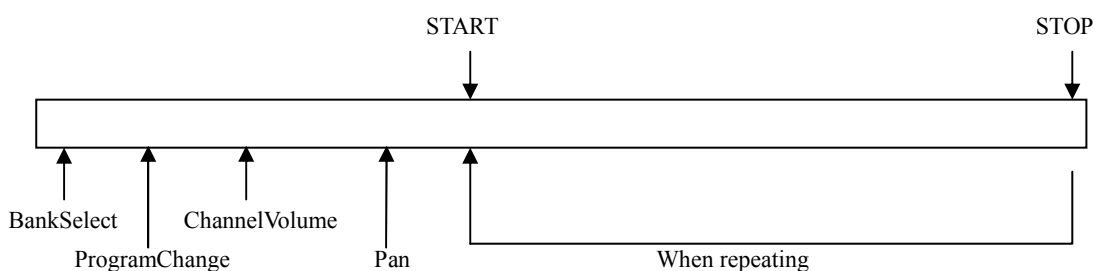 START STOP
BankSelect ChannelVolume
ProgramChange Pan When repeating